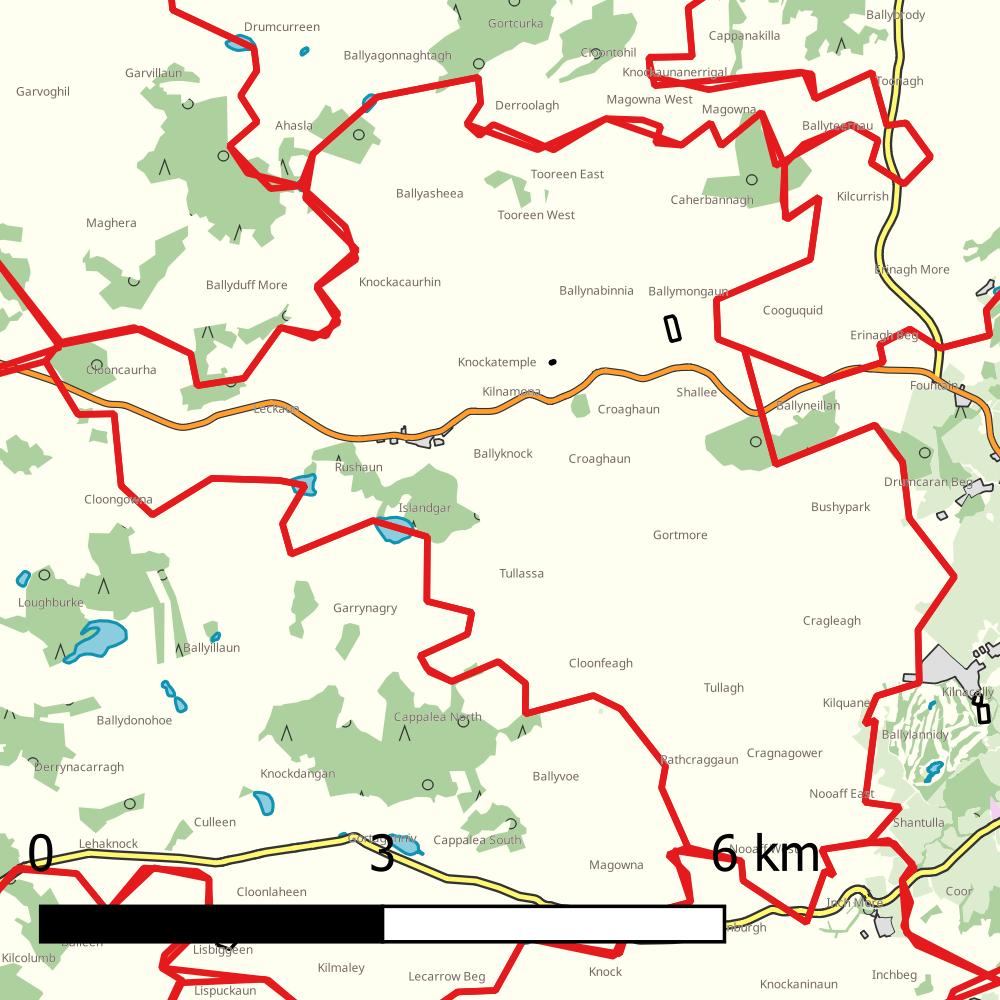 Ballybrody
Gortcurka
Drumcurreen
Cappanakilla
Cloontohil
Ballyagonnaghtagh
Garvillaun
Knockaunanerrigal
Toonagh
Garvoghil
Magowna West
Derroolagh
Magowna
Ahasla
Ballyteernau
Tooreen East
Ballyasheea
Kilcurrish
Caherbannagh
Tooreen West
Maghera
Erinagh More
Knockacaurhin
Ballyduff More
Ballynabinnia
Ballymongaun
Cooguquid
Erinagh Beg
Knockatemple
Clooncaurha
Fountain
Kilnamona
Shallee
Ballyneillan
Leckaun
Croaghaun
Ballyknock
Croaghaun
Rushaun
Drumcaran Beg
Cloongowna
Islandgar
Bushypark
Gortmore
Tullassa
Loughburke
Garrynagry
Cragleagh
Ballyillaun
Cloonfeagh
Tullagh
Kilnacally
Kilquane
Cappalea North
Ballydonohoe
Ballylannidy
Cragnagower
Rathcraggaun
Derrynacarragh
Knockdangan
Ballyvoe
Nooaff East
Culleen
Shantulla
Lehaknock
Cappalea South
0 3 6 km
Nooaff West
Magowna
Cloonlaheen
Coor
Inch More
Lisbiggeen
Kilcolumb
Kilmaley
Knock
Lecarrow Beg
Inchbeg
Knockaninaun
Lispuckaun